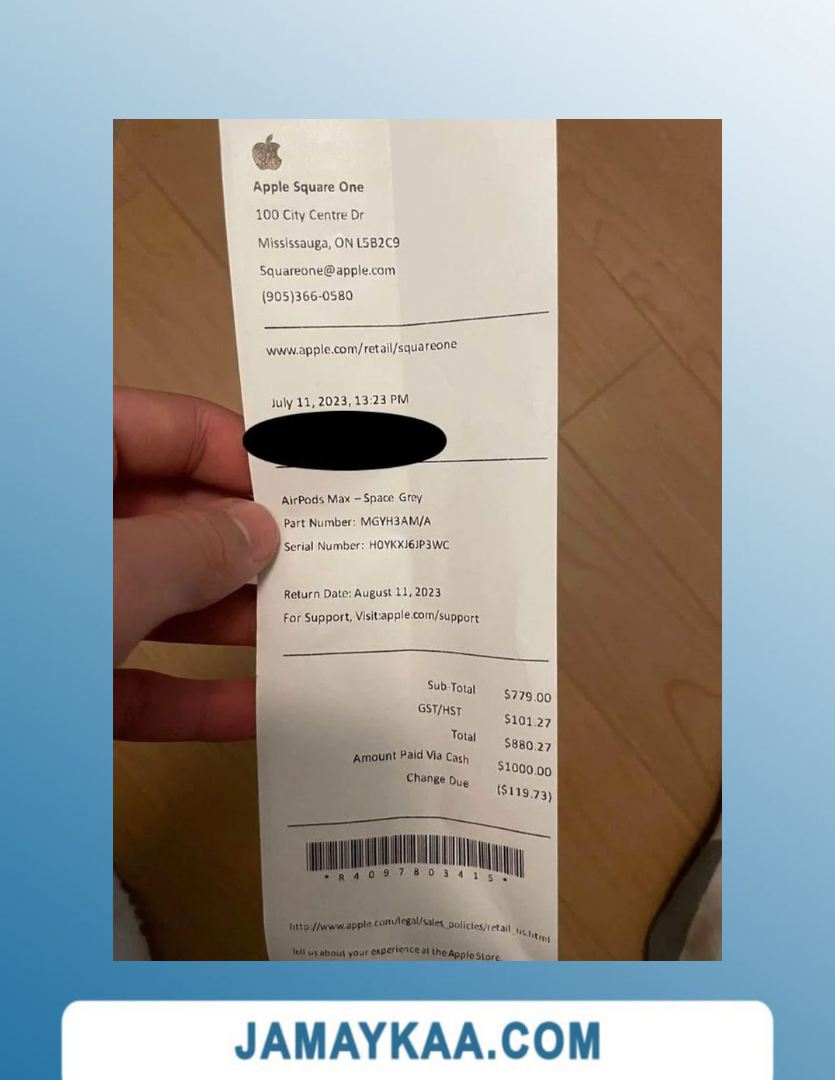 Apple Square One
100 City Centre Dr
Mississauga, ON L5B2C9
Squareone@apple.com
(905)366-0580
www.apple.com/retail/squareone
July 11, 2023, 13:23 PM
AirPods Max – Space Grey
Part Number: MGYH3AM/A
Serial Number: H0YKXJ6JP3WC
Return Date: August 11, 2023
For Support, Visit:apple.com/support
Sub Total $779.00
GST/HST $101.27
Total $880.27
Amount Paid Via Cash $1000.00
Change Due ($119.73)
* R 4 0 9 7 8 0 3 4 1 5 *
http://www.apple.com/legal/sales_policies/retail_us.html
Tell us about your experience at the Apple Store.
JAMAYKAA.COM